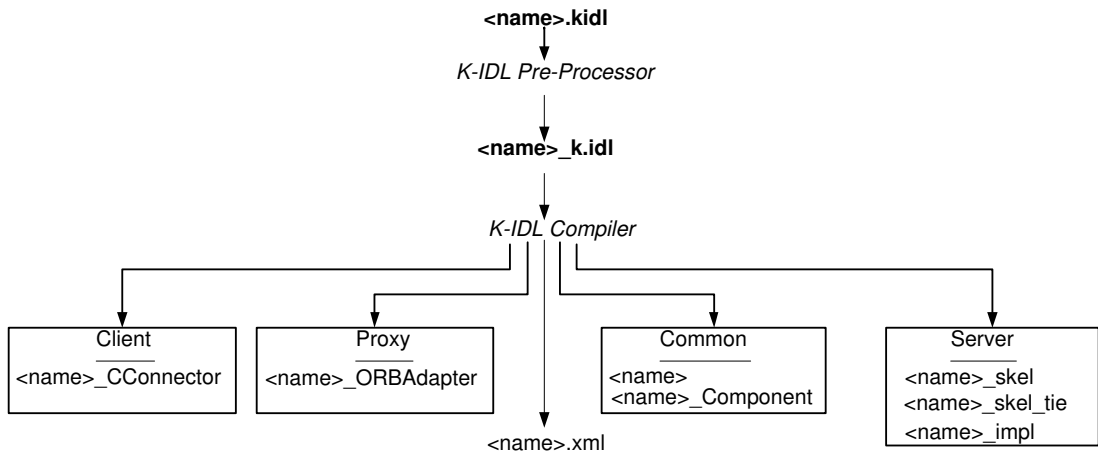 <name>.kidl
K-IDL Pre-Processor
<name>_k.idl
K-IDL Compiler
Client
<name>_CConnector
Proxy
<name>_ORBAdapter
Common
<name>
<name>_Component
Server
<name>_skel
<name>_skel_tie
<name>_impl
<name>.xml